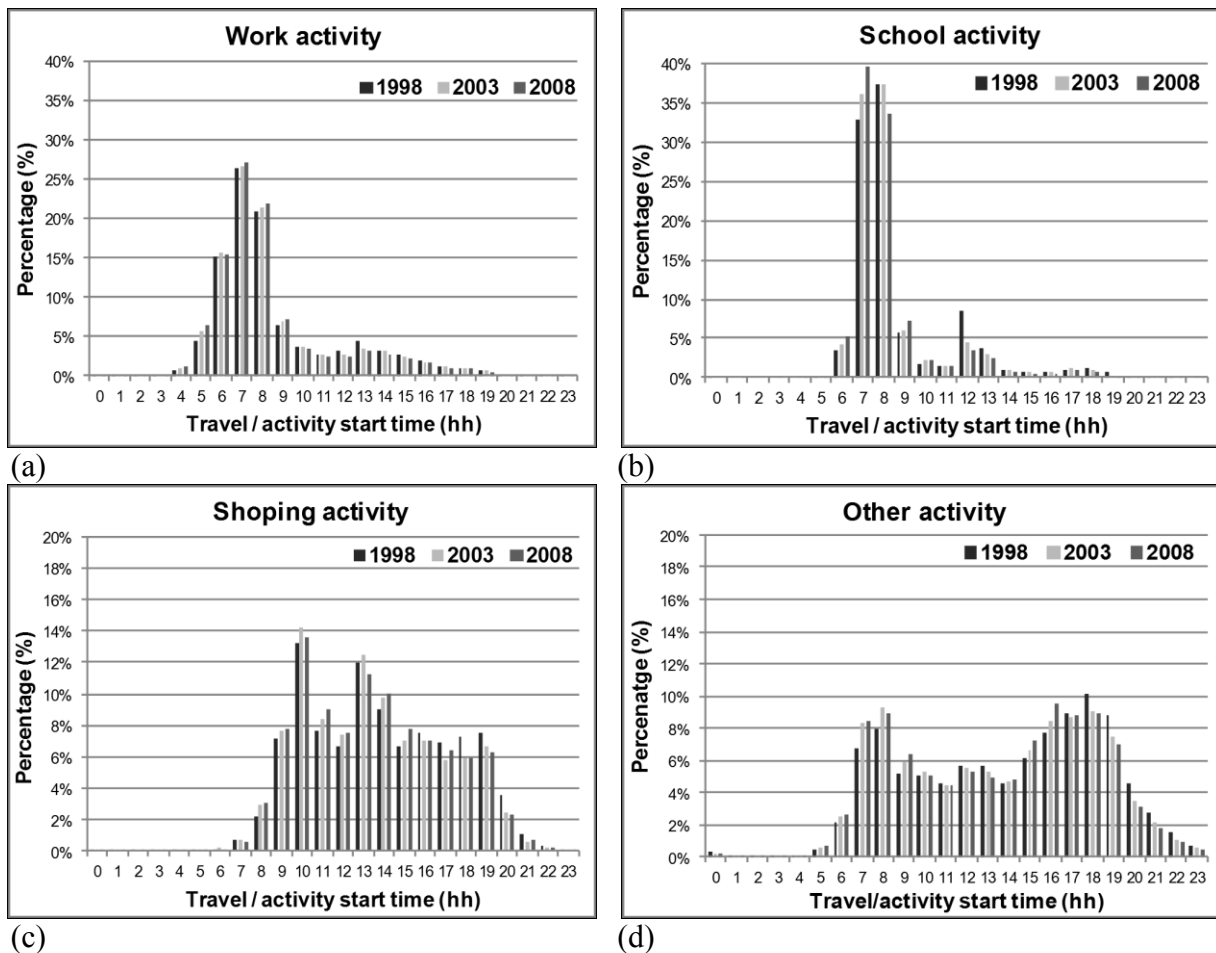 Work activity
1998 2003 2008
Percentage (%)
40%
35%
30%
25%
20%
15%
10%
5%
0%
0 1 2 3 4 5 6 7 8 9 10 11 12 13 14 15 16 17 18 19 20 21 22 23
Travel / activity start time (hh)
(a)
School activity
1998 2003 2008
Percentage (%)
40%
35%
30%
25%
20%
15%
10%
5%
0%
0 1 2 3 4 5 6 7 8 9 10 11 12 13 14 15 16 17 18 19 20 21 22 23
Travel / activity start time (hh)
(b)
Shoping activity
1998 2003 2008
Percentage (%)
20%
18%
16%
14%
12%
10%
8%
6%
4%
2%
0%
0 1 2 3 4 5 6 7 8 9 10 11 12 13 14 15 16 17 18 19 20 21 22 23
Travel / activity start time (hh)
(c)
Other activity
1998 2003 2008
Percenatge (%)
20%
18%
16%
14%
12%
10%
8%
6%
4%
2%
0%
0 1 2 3 4 5 6 7 8 9 10 11 12 13 14 15 16 17 18 19 20 21 22 23
Travel/activity start time (hh)
(d)